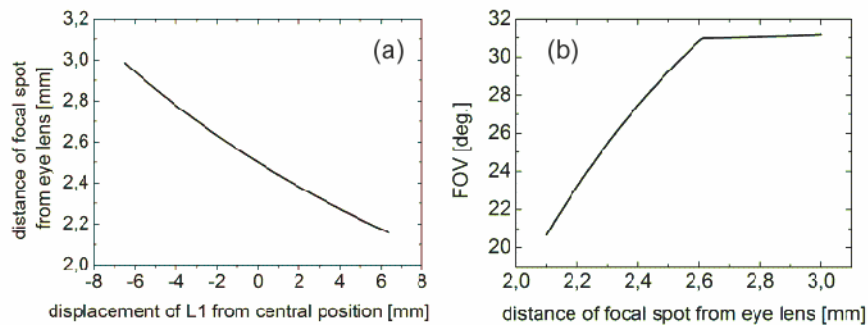 (a)
3,2
3,0
2,8
2,6
2,4
2,2
2,0
distance of focal spot
from eye lens [mm]
-8 -6 -4 -2 0 2 4 6 8
displacement of L1 from central position [mm]
(b)
32
30
28
26
24
22
20
FOV [deg.]
2,0 2,2 2,4 2,6 2,8 3,0
distance of focal spot from eye lens [mm]